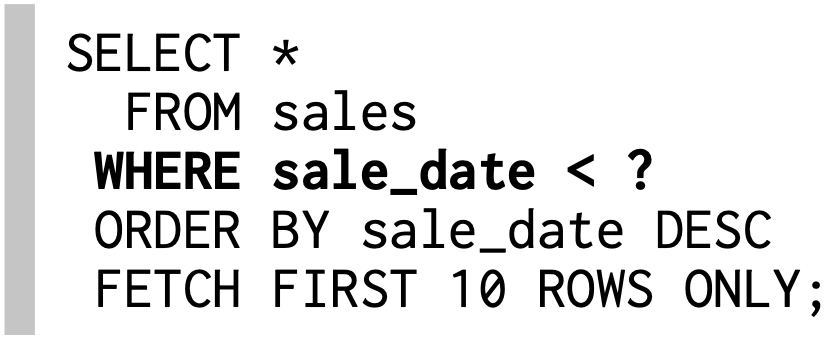 SELECT *
FROM sales
WHERE sale_date < ?
ORDER BY sale_date DESC
FETCH FIRST 10 ROWS ONLY;